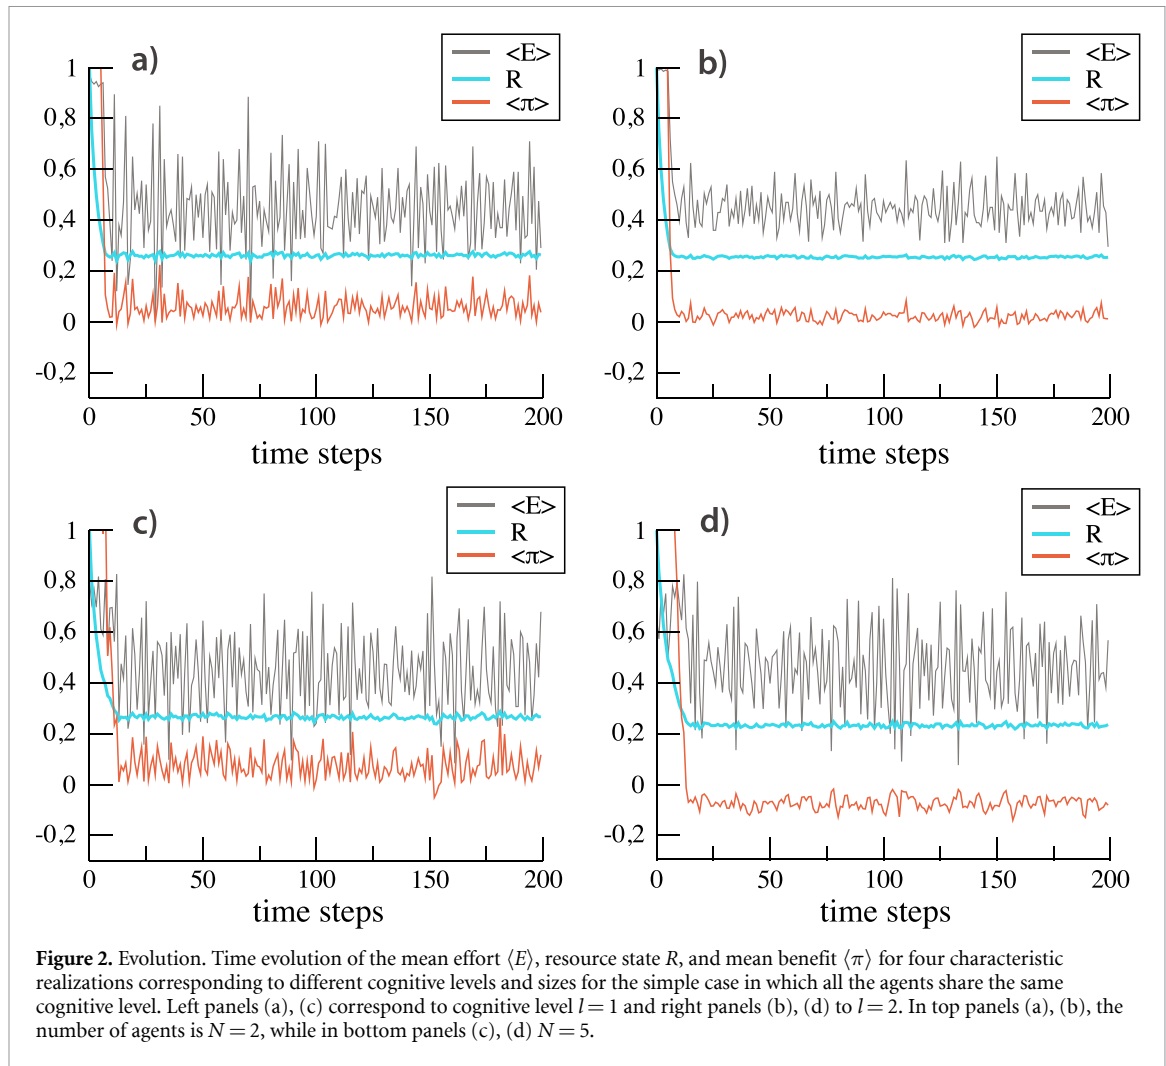 a)
<E>
R
<π>
1
0,8
0,6
0,4
0,2
0
-0,2
0 50 100 150 200
time steps
b)
<E>
R
<π>
1
0,8
0,6
0,4
0,2
0
-0,2
0 50 100 150 200
time steps
c)
<E>
R
<π>
1
0,8
0,6
0,4
0,2
0
-0,2
0 50 100 150 200
time steps
d)
<E>
R
<π>
1
0,8
0,6
0,4
0,2
0
-0,2
0 50 100 150 200
time steps
Figure 2. Evolution. Time evolution of the mean effort ⟨E⟩, resource state R, and mean benefit ⟨π⟩ for four characteristic
realizations corresponding to different cognitive levels and sizes for the simple case in which all the agents share the same
cognitive level. Left panels (a), (c) correspond to cognitive level l = 1 and right panels (b), (d) to l = 2. In top panels (a), (b), the
number of agents is N = 2, while in bottom panels (c), (d) N = 5.